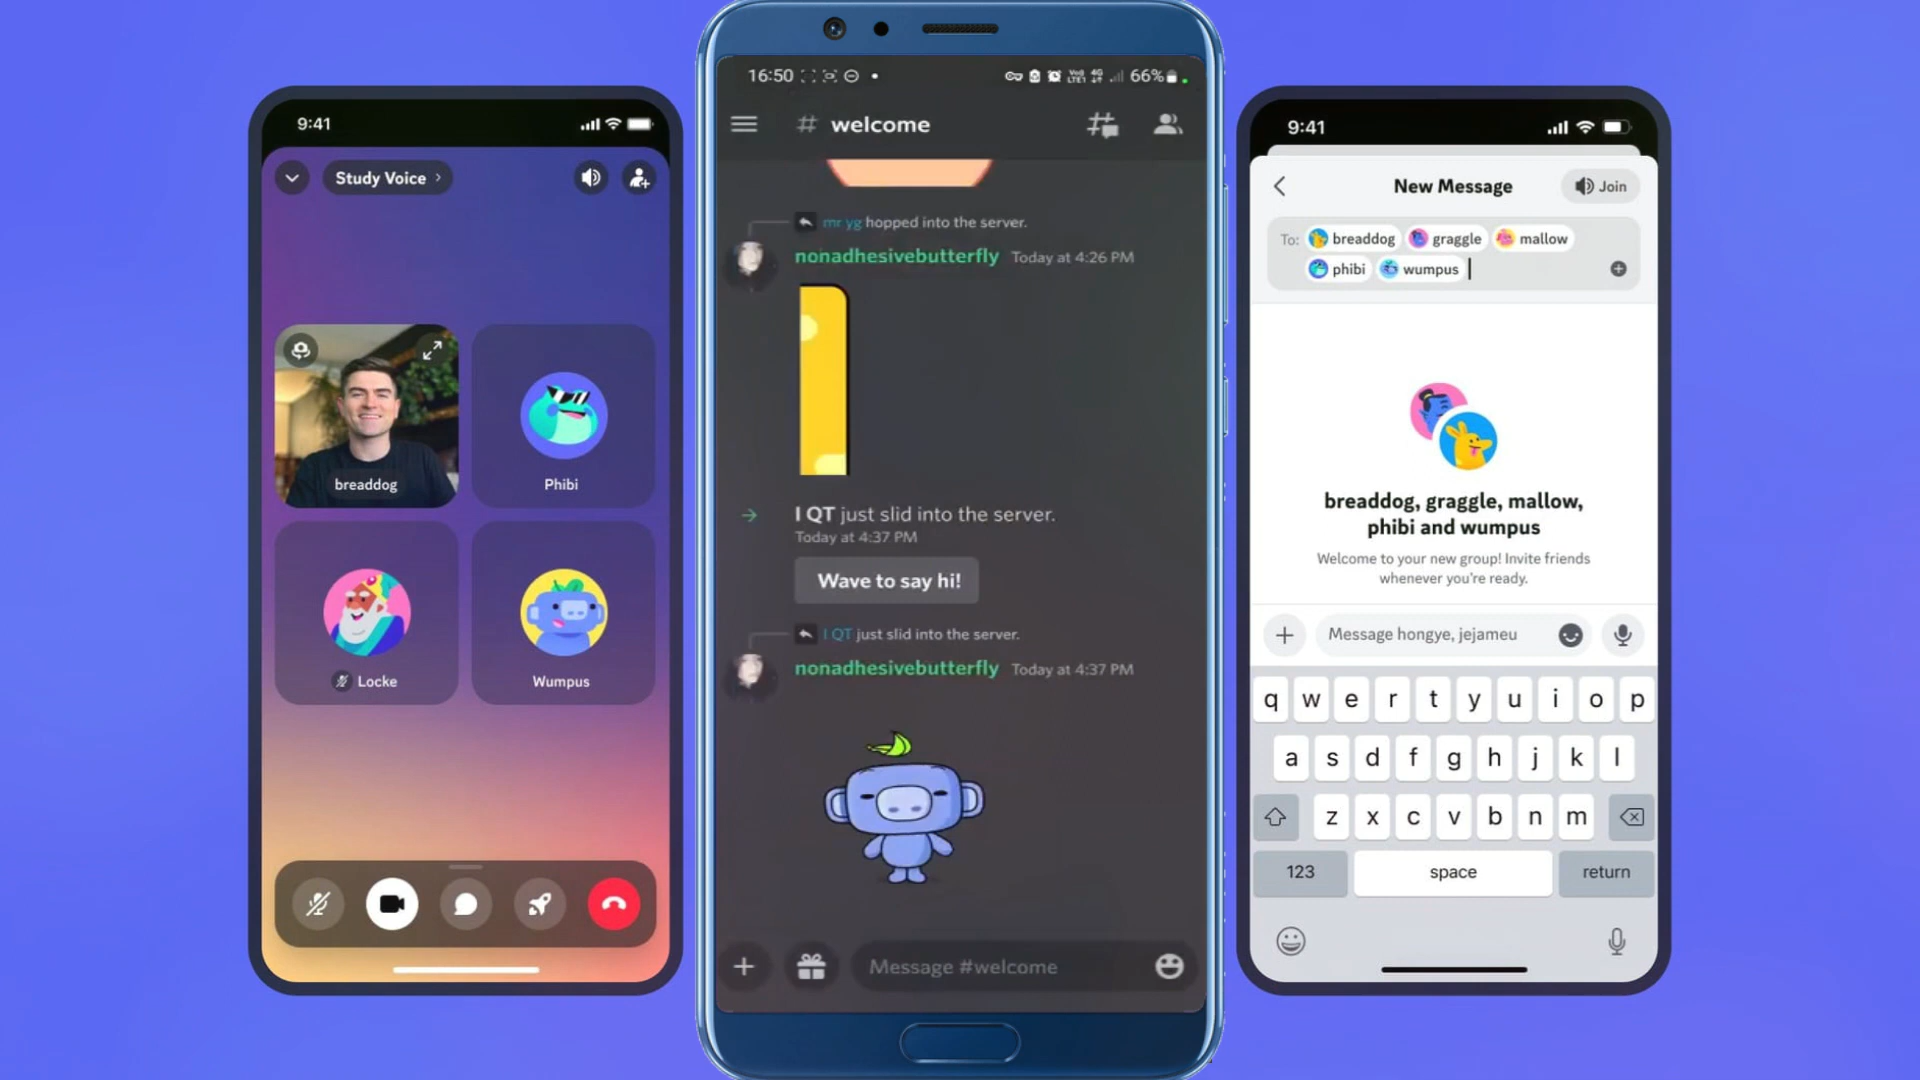 9:41
Study Voice
breaddog
Phibi
Locke
Wumpus
16:50
VoLTE1 4G 66%
# welcome
mr yg hopped into the server.
nonadhesivebutterfly Today at 4:26 PM
I QT just slid into the server.
Today at 4:37 PM
Wave to say hi!
I QT just slid into the server.
nonadhesivebutterfly Today at 4:37 PM
Message #welcome
9:41
New Message
Join
To: breaddog graggle mallow
phibi wumpus
breaddog, graggle, mallow,
phibi and wumpus
Welcome to your new group! Invite friends
whenever you're ready.
Message hongye, jejameu
q w e r t y u i o p
a s d f g h j k l
z x c v b n m
123 space return